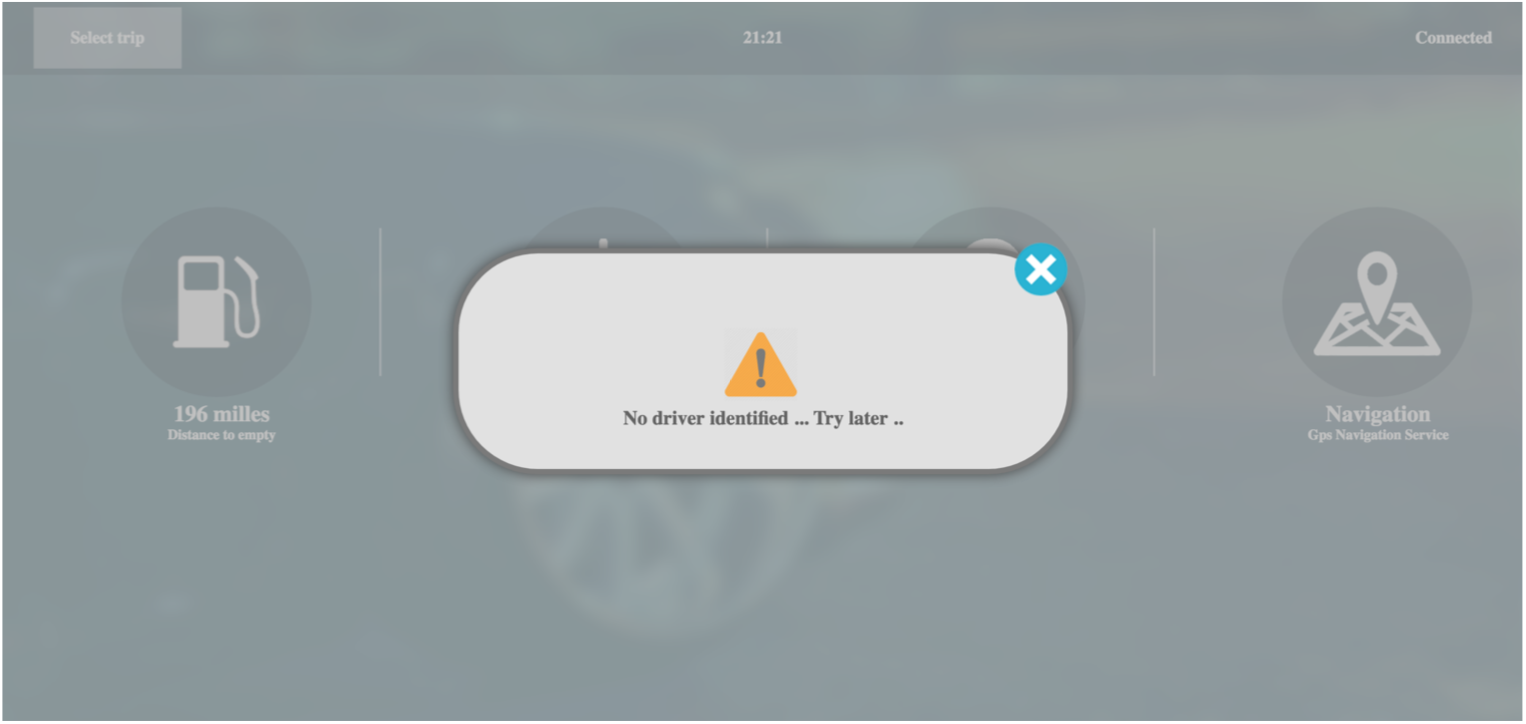 Select trip
21:21
Connected
No driver identified ... Try later ..
196 milles
Distance to empty
Navigation
Gps Navigation Service